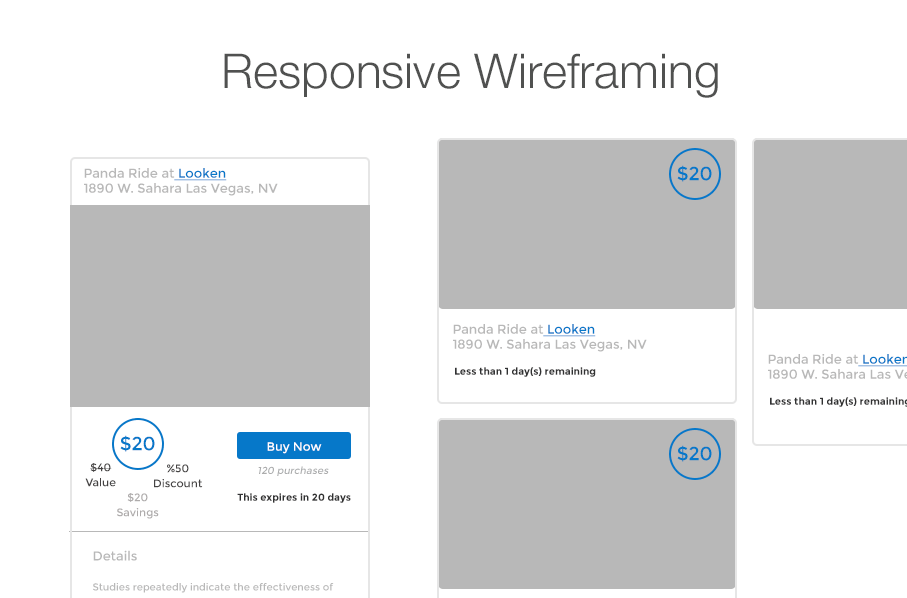 Responsive Wireframing
Panda Ride at Looken
1890 W. Sahara Las Vegas, NV
$20
$40
Value
%50
Discount
$20
Savings
Buy Now
120 purchases
This expires in 20 days
Details
Studies repeatedly indicate the effectiveness of
$20
Panda Ride at Looken
1890 W. Sahara Las Vegas, NV
Less than 1 day(s) remaining
$20
Panda Ride at Looken
1890 W. Sahara Las Ve
Less than 1 day(s) remaining